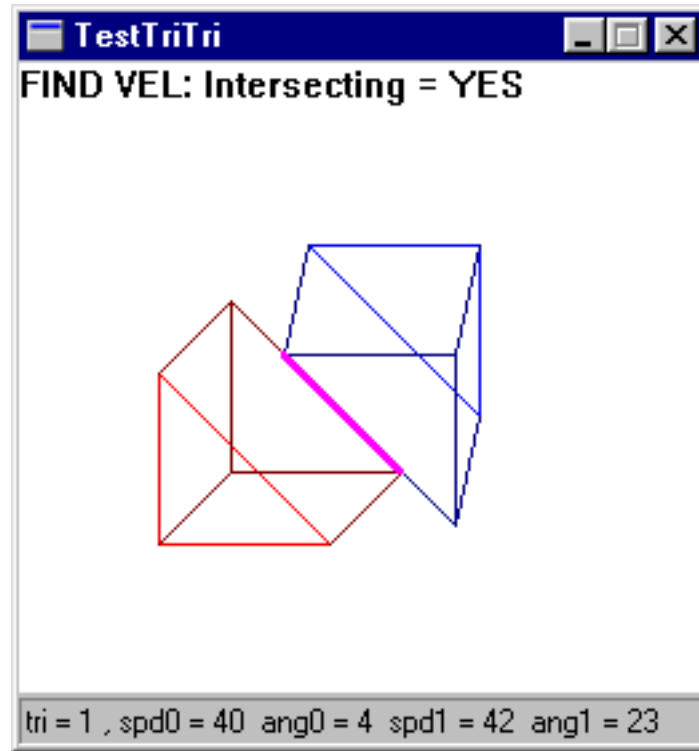 TestTriTri
FIND VEL: Intersecting = YES
tri = 1 , spd0 = 40 ang0 = 4 spd1 = 42 ang1 = 23